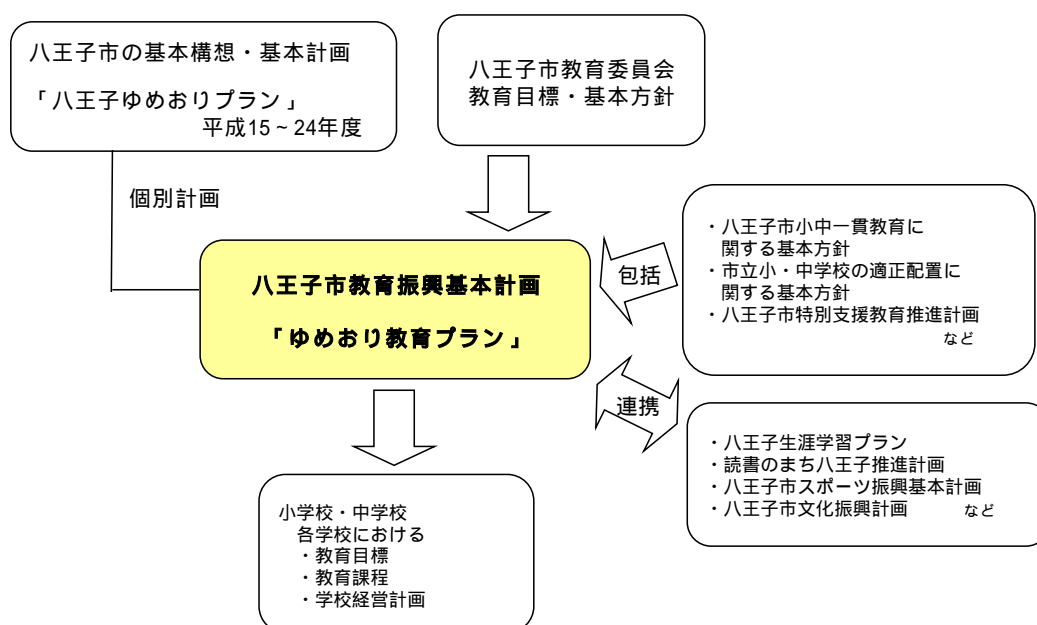 八王子市の基本構想・基本計画
「八王子ゆめおりプラン」
平成15~24年度
八王子市教育委員会
教育目標・基本方針
個別計画
八王子市教育振興基本計画
「ゆめおり教育プラン」
包括
・八王子市小中一貫教育に
関する基本方針
・市立小・中学校の適正配置に
関する基本方針
・八王子市特別支援教育推進計画
など
連携
・八王子生涯学習プラン
・読書のまち八王子推進計画
・八王子市スポーツ振興基本計画
・八王子市文化振興計画 など
小学校・中学校
各学校における
・教育目標
・教育課程
・学校経営計画